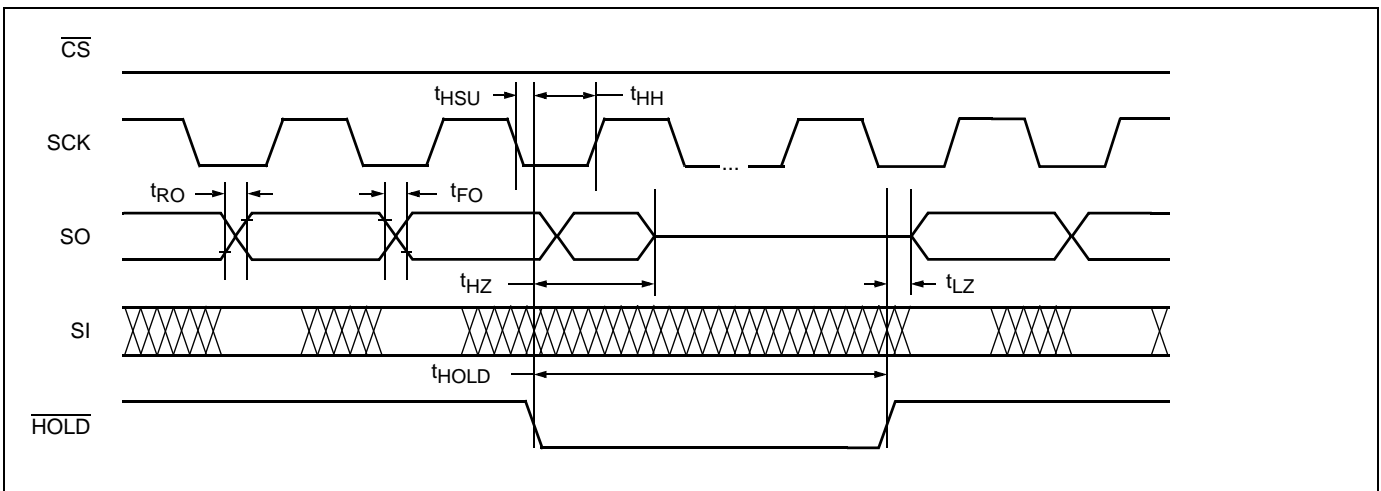 CS
tHSU
tHH
SCK
...
tRO
tFO
SO
tHZ
tLZ
SI
tHOLD
HOLD